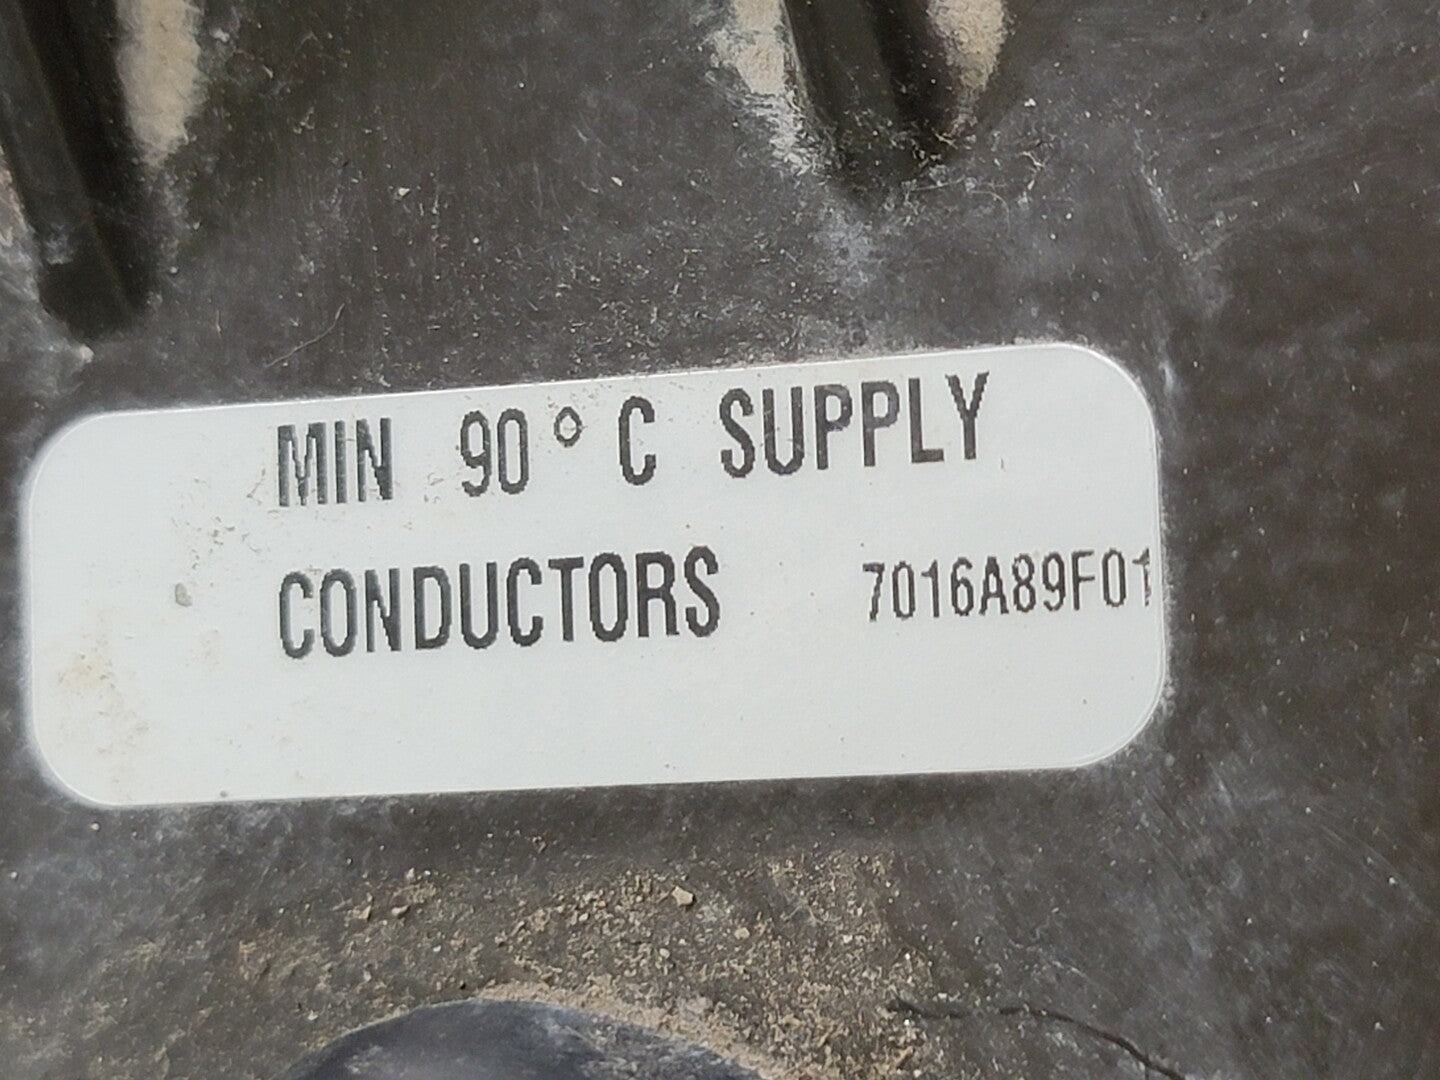 MIN 90° C SUPPLY
CONDUCTORS 7016A89F01